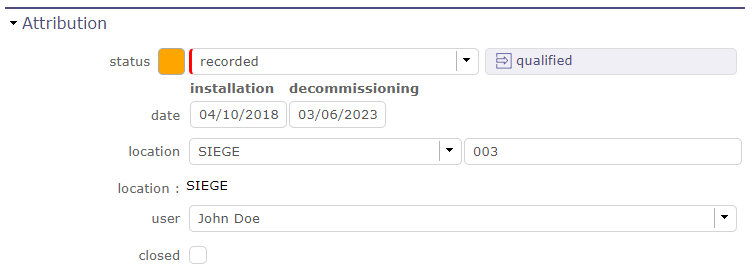 Attribution
status recorded qualified
installation decommissioning
date 04/10/2018 03/06/2023
location SIEGE 003
location : SIEGE
user John Doe
closed